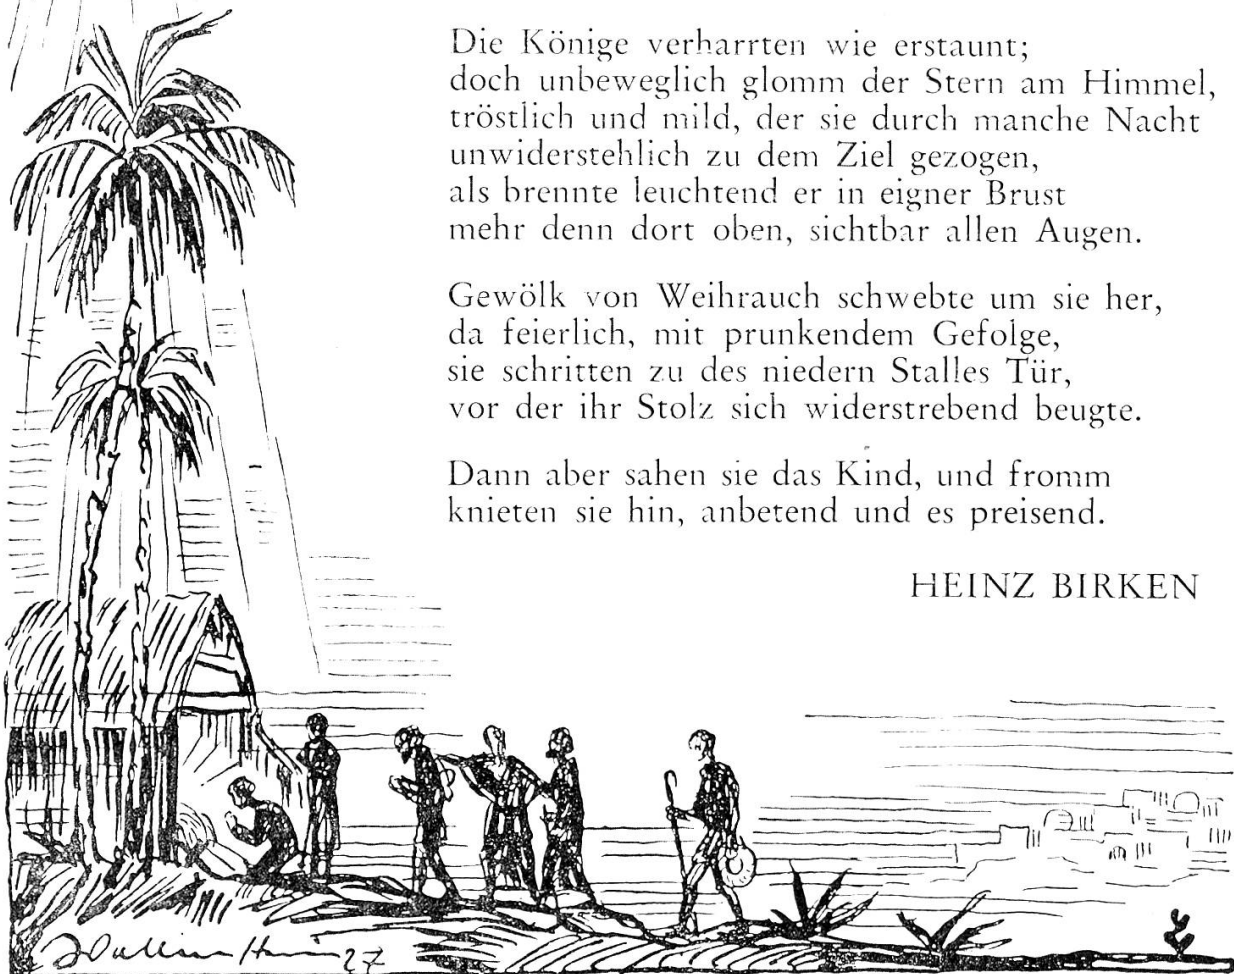 Die Könige verharrten wie erstaunt;
doch unbeweglich glomm der Stern am Himmel,
tröstlich und mild, der sie durch manche Nacht
unwiderstehlich zu dem Ziel gezogen,
als brennte leuchtend er in eigner Brust
mehr denn dort oben, sichtbar allen Augen.
Gewölk von Weihrauch schwebte um sie her,
da feierlich, mit prunkendem Gefolge,
sie schritten zu des niedern Stalles Tür,
vor der ihr Stolz sich widerstrebend beugte.
Dann aber sahen sie das Kind, und fromm
knieten sie hin, anbetend und es preisend.
HEINZ BIRKEN
27